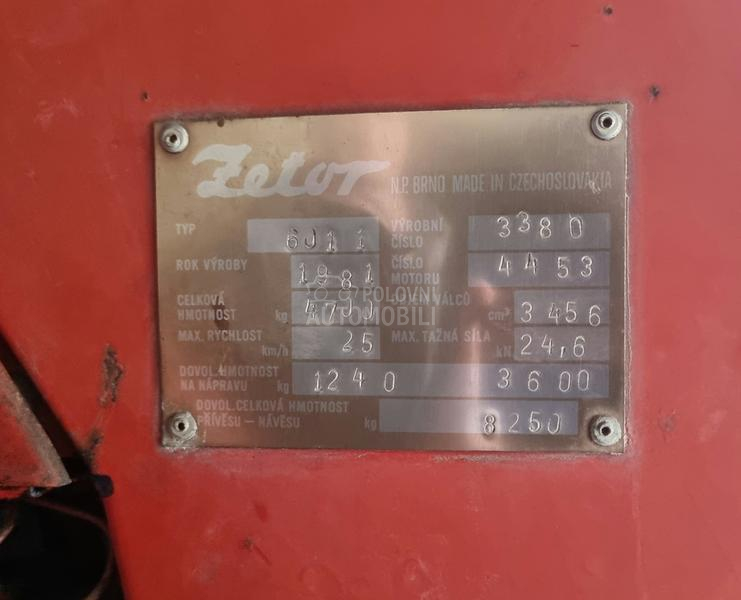 Zetor N.P. BRNO MADE IN CZECHOSLOVAKIA
TYP 6J11 VÝROBNÍ ČÍSLO 3380
ROK VÝROBY 1981 ČÍSLO MOTORU 4453
CELKOVÁ HMOTNOST kg 47JJ VÁLCŮ cm³ 3456
POLOVNI AUTOMOBILI
MAX. RYCHLOST km/h 25 MAX. TAŽNÁ SÍLA kN 24,6
DOVOL. HMOTNOST NA NÁPRAVU kg 1240 3600
DOVOL. CELKOVÁ HMOTNOST PŘÍVĚSU – NÁVĚSU kg 8250